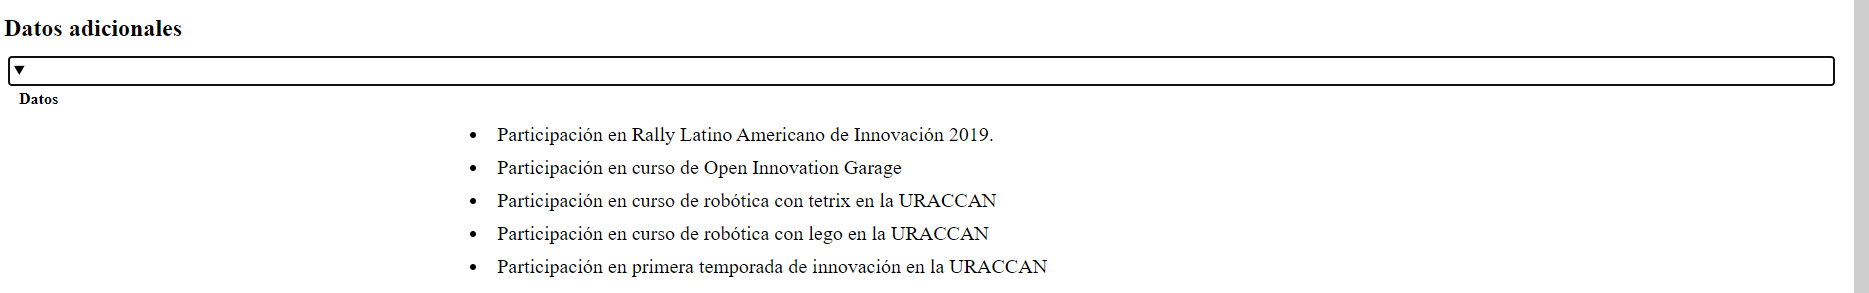 Datos adicionales
Datos
Participación en Rally Latino Americano de Innovación 2019.
Participación en curso de Open Innovation Garage
Participación en curso de robótica con tetrix en la URACCAN
Participación en curso de robótica con lego en la URACCAN
Participación en primera temporada de innovación en la URACCAN